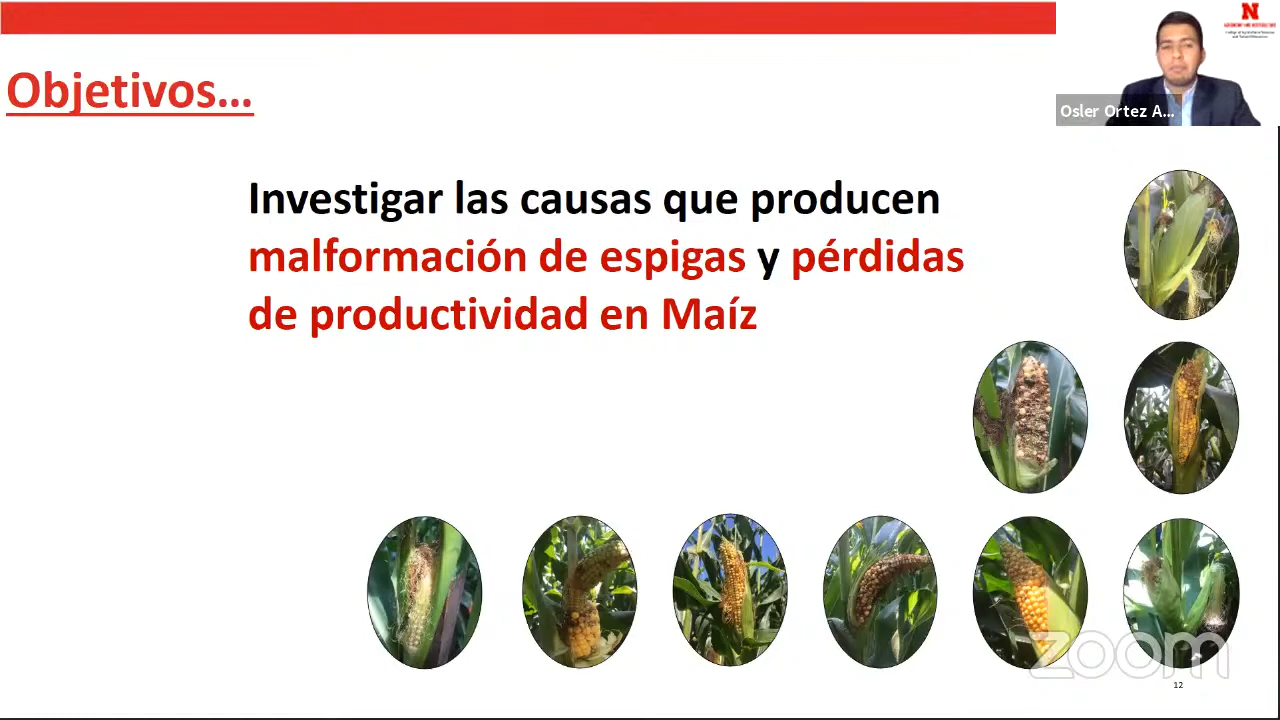 Objetivos...
N
Osler Ortez A...
Investigar las causas que producen
malformación de espigas y pérdidas
de productividad en Maíz
zoom
12